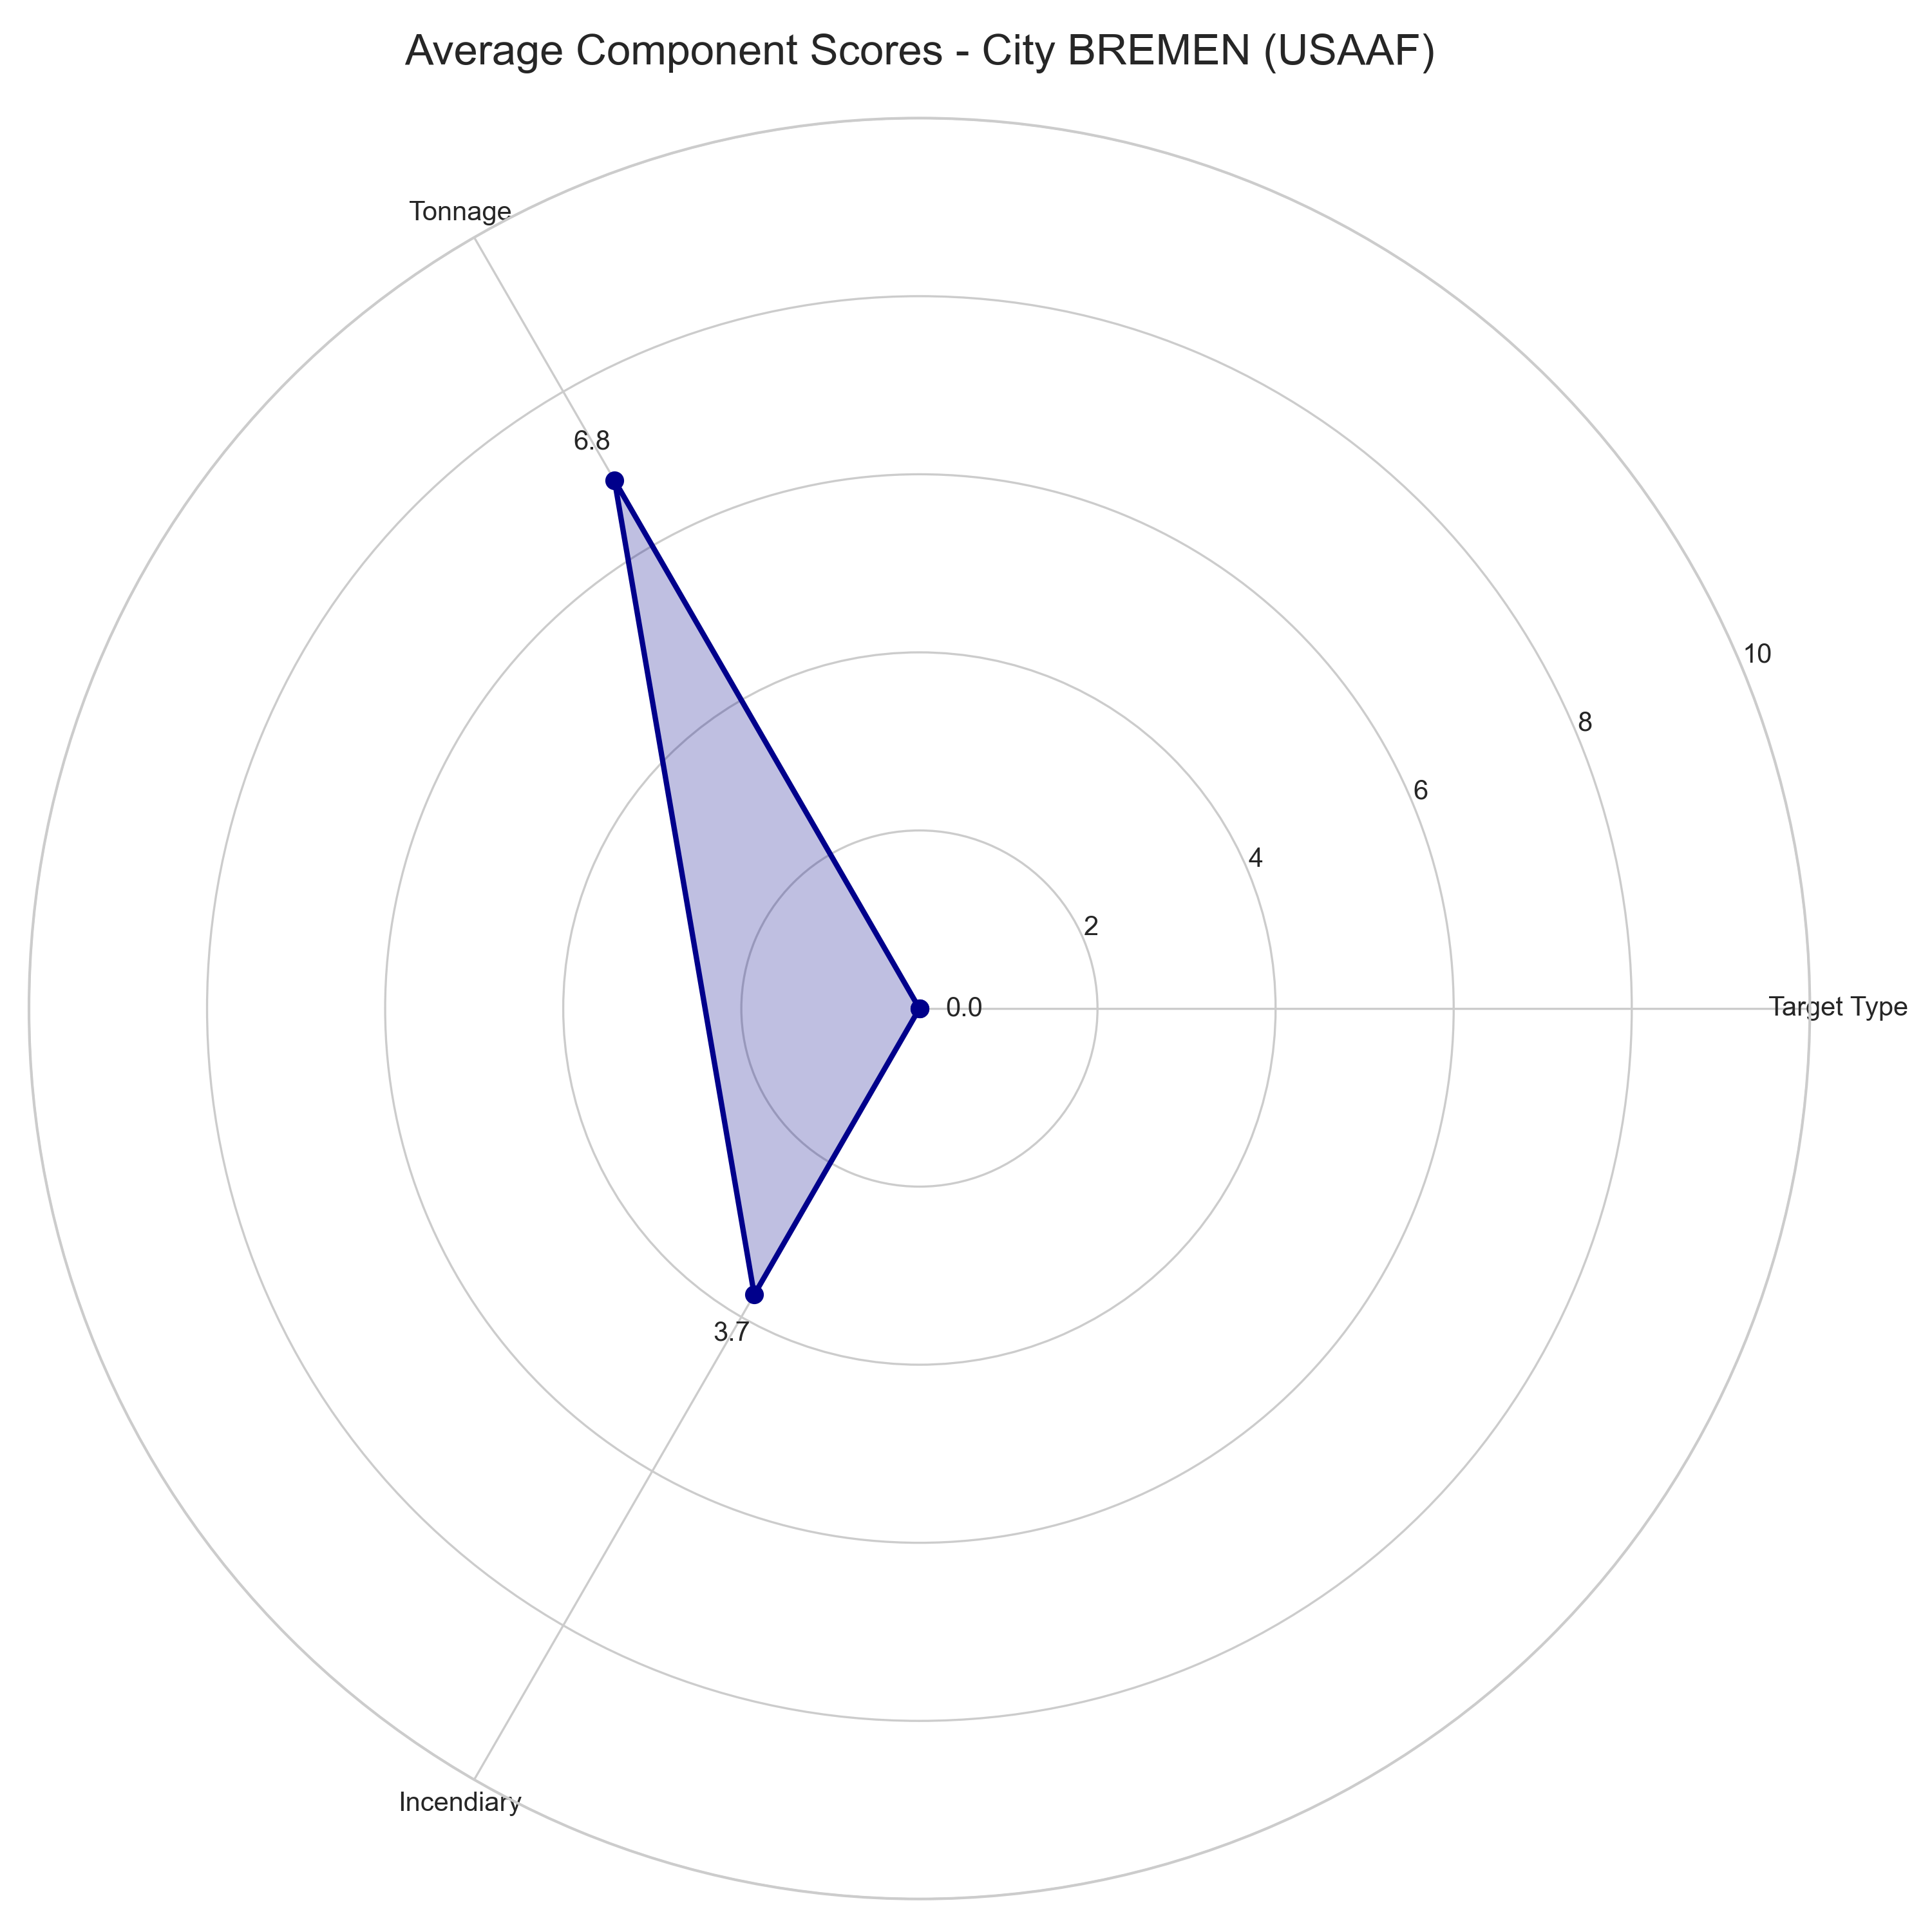 Average Component Scores - City BREMEN (USAAF)
Tonnage
6.8
10
8
6
4
2
0.0
Target Type
3.7
Incendiary